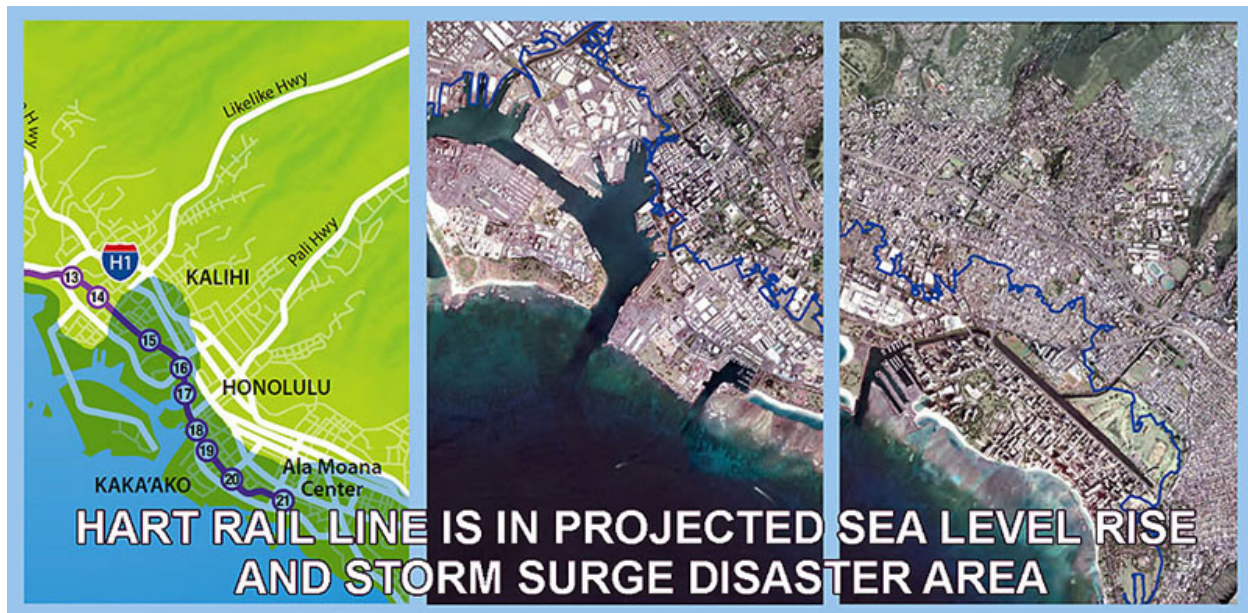 Likelike Hwy
Hwy
Pali Hwy
H1
KALIHI
13
14
15
16
17
HONOLULU
18
19
20
21
Ala Moana
Center
KAKA'AKO
HART RAIL LINE IS IN PROJECTED SEA LEVEL RISE
AND STORM SURGE DISASTER AREA